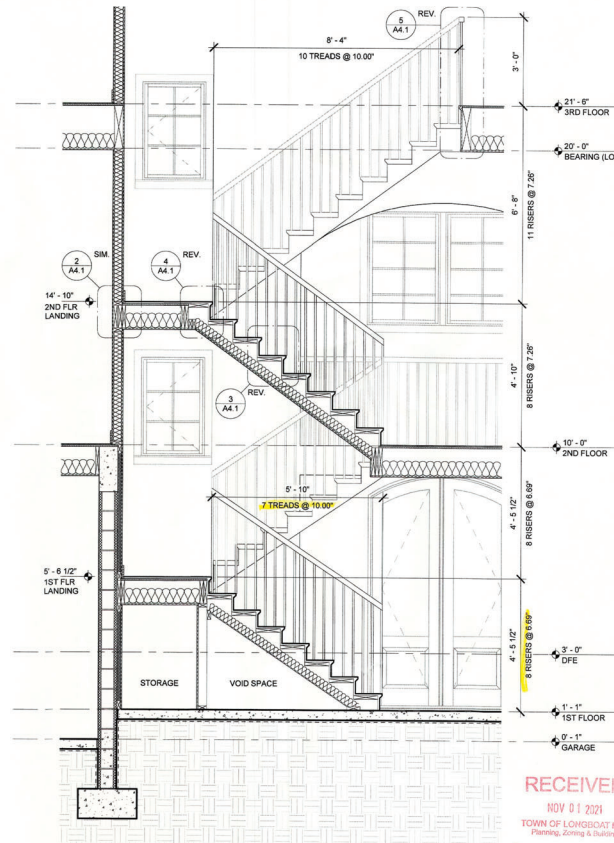 5
A4.1
REV.
8' - 4"
10 TREADS @ 10.00"
3' - 0"
21' - 6"
3RD FLOOR
20' - 0"
BEARING (LO
6' - 8"
11 RISERS @ 7.26"
2
A4.1
SIM.
4
A4.1
REV.
14' - 10"
2ND FLR
LANDING
3
A4.1
REV.
4' - 10"
8 RISERS @ 7.26"
10' - 0"
2ND FLOOR
5' - 10"
7 TREADS @ 10.00"
4' - 5 1/2"
8 RISERS @ 6.69"
5' - 6 1/2"
1ST FLR
LANDING
4' - 5 1/2"
8 RISERS @ 6.69"
3' - 0"
DFE
STORAGE
VOID SPACE
1' - 1"
1ST FLOOR
0' - 1"
GARAGE
RECEIVE
NOV 01 2021
TOWN OF LONGBOAT
Planning, Zoning & Buildin